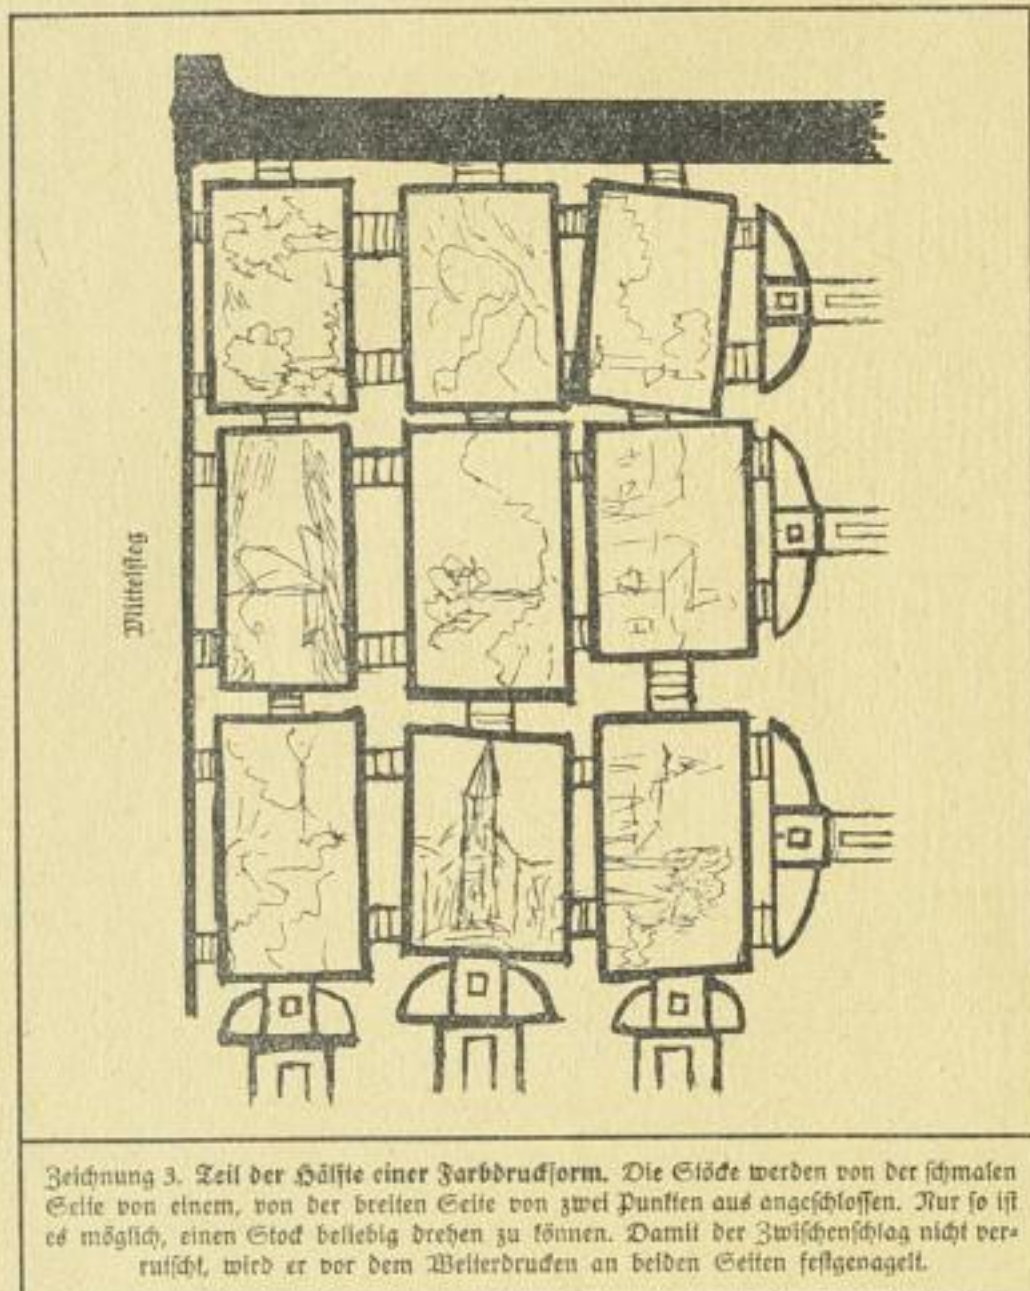 Mittelsteg
Zeichnung 3. Teil der Hälfte einer Farbdruckform. Die Stöcke werden von der schmalen
Seite von einem, von der breiten Seite von zwei Punkten aus angeschlossen. Nur so ist
es möglich, einen Stock beliebig drehen zu können. Damit der Zwischenschlag nicht ver-
rutscht, wird er vor dem Weiterdrucken an beiden Seiten festgenagelt.